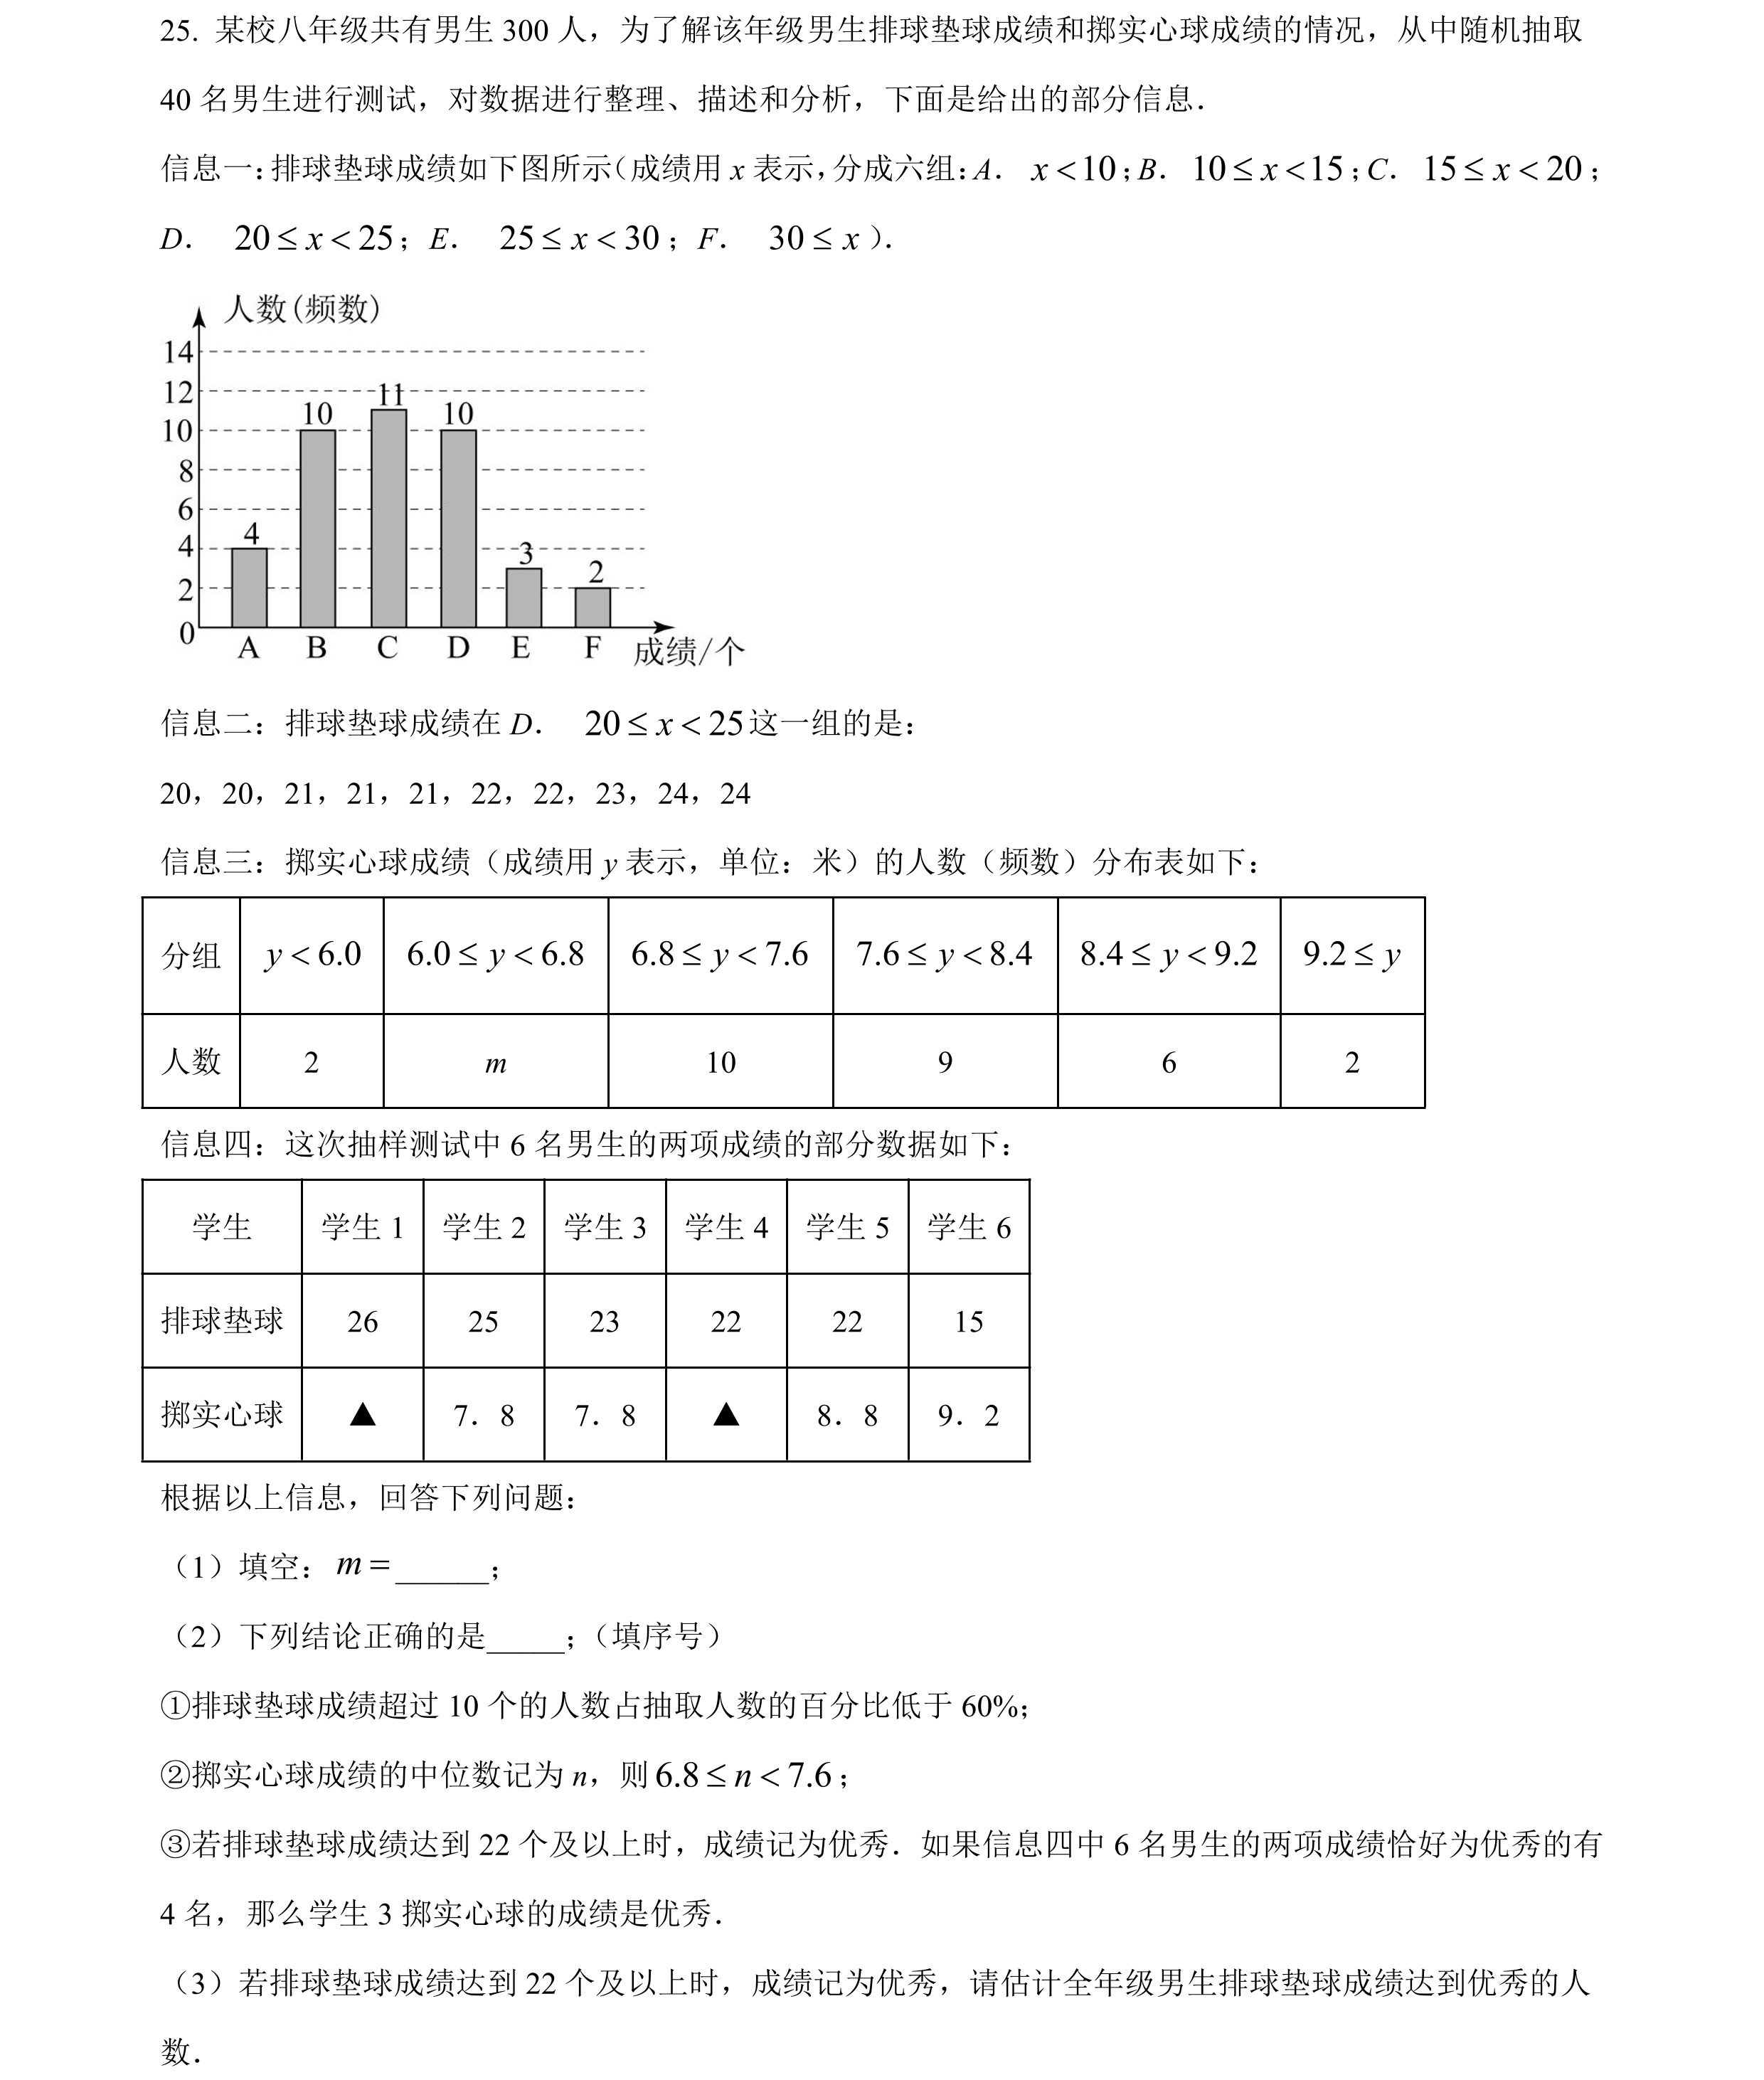 25. 某校八年级共有男生 300 人，为了解该年级男生排球垫球成绩和掷实心球成绩的情况，从中随机抽取
40 名男生进行测试，对数据进行整理、描述和分析，下面是给出的部分信息．
信息一：排球垫球成绩如下图所示（成绩用 x 表示，分成六组：A． x<10；B． 10≤x<15；C． 15≤x<20；
D． 20≤x<25；E． 25≤x<30；F． 30≤x）．
人数(频数)
14
12
10
8
6
4
2
0
4
10
11
10
3
2
A B C D E F 成绩/个
信息二：排球垫球成绩在 D． 20≤x<25这一组的是：
20，20，21，21，21，22，22，23，24，24
信息三：掷实心球成绩（成绩用 y 表示，单位：米）的人数（频数）分布表如下：
分组 y<6.0 6.0≤y<6.8 6.8≤y<7.6 7.6≤y<8.4 8.4≤y<9.2 9.2≤y
人数 2 m 10 9 6 2
信息四：这次抽样测试中 6 名男生的两项成绩的部分数据如下：
学生 学生 1 学生 2 学生 3 学生 4 学生 5 学生 6
排球垫球 26 25 23 22 22 15
掷实心球 ▲ 7．8 7．8 ▲ 8．8 9．2
根据以上信息，回答下列问题：
（1）填空：m=______；
（2）下列结论正确的是_____；（填序号）
①排球垫球成绩超过 10 个的人数占抽取人数的百分比低于 60%；
②掷实心球成绩的中位数记为 n，则6.8≤n<7.6；
③若排球垫球成绩达到 22 个及以上时，成绩记为优秀．如果信息四中 6 名男生的两项成绩恰好为优秀的有
4 名，那么学生 3 掷实心球的成绩是优秀．
（3）若排球垫球成绩达到 22 个及以上时，成绩记为优秀，请估计全年级男生排球垫球成绩达到优秀的人
数．